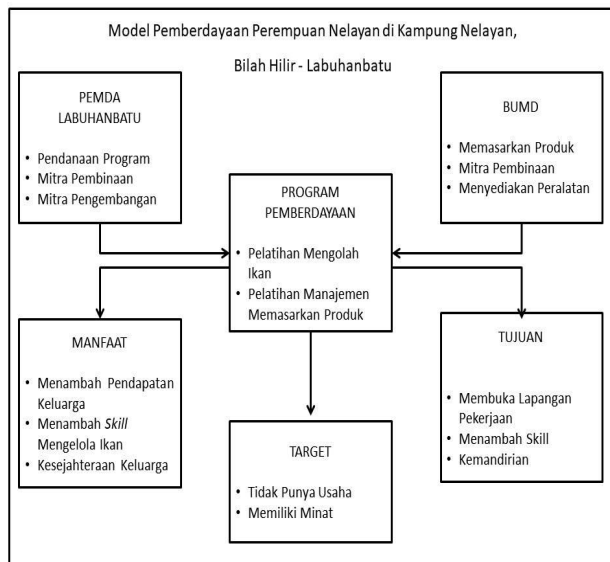 Model Pemberdayaan Perempuan Nelayan di Kampung Nelayan,
Bilah Hilir - Labuhanbatu
PEMDA
LABUHANBATU
• Pendanaan Program
• Mitra Pembinaan
• Mitra Pengembangan
BUMD
• Memasarkan Produk
• Mitra Pembinaan
• Menyediakan Peralatan
PROGRAM
PEMBERDAYAAN
• Pelatihan Mengolah
Ikan
• Pelatihan Manajemen
Memasarkan Produk
MANFAAT
• Menambah Pendapatan
Keluarga
• Menambah Skill
Mengelola Ikan
• Kesejahteraan Keluarga
TARGET
• Tidak Punya Usaha
• Memiliki Minat
TUJUAN
• Membuka Lapangan
Pekerjaan
• Menambah Skill
• Kemandirian